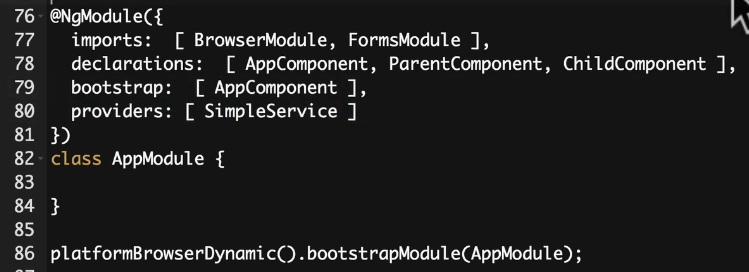 76 @NgModule({
77   imports:  [ BrowserModule, FormsModule ],
78   declarations:  [ AppComponent, ParentComponent, ChildComponent ],
79   bootstrap:  [ AppComponent ],
80   providers: [ SimpleService ]
81 })
82 class AppModule {
83
84 }
85
86 platformBrowserDynamic().bootstrapModule(AppModule);